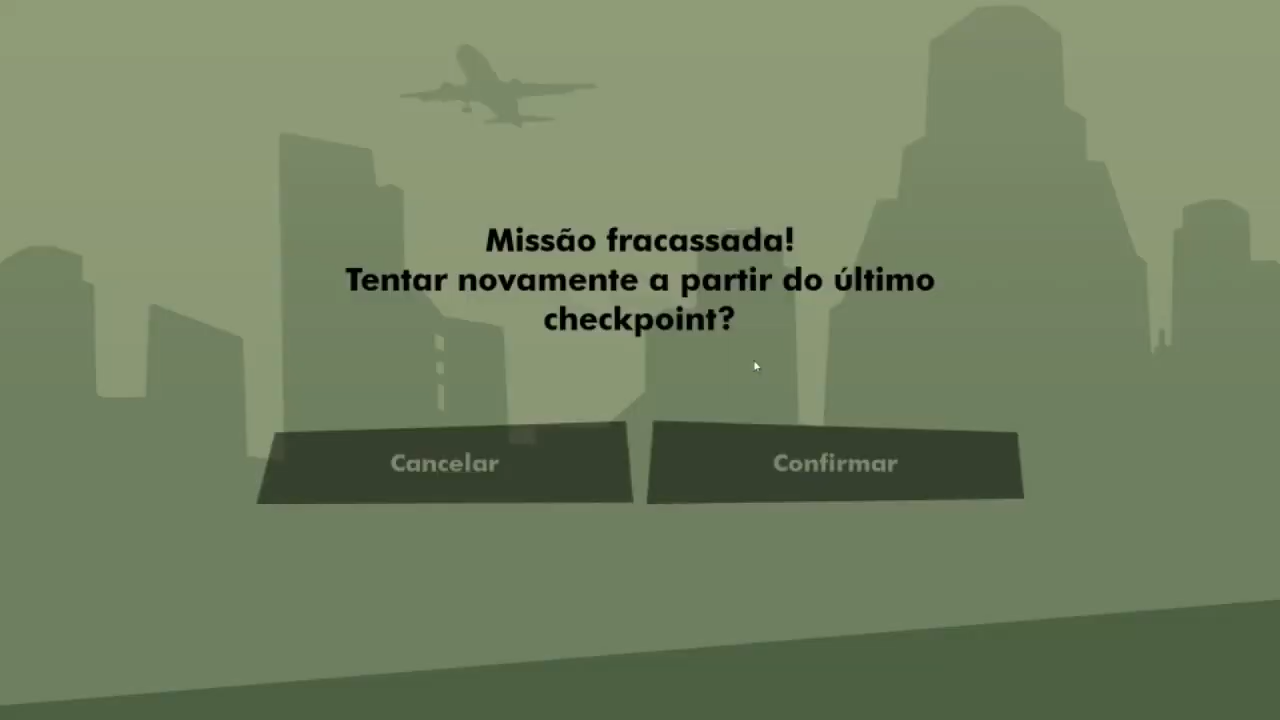 Missão fracassada!
Tentar novamente a partir do último
checkpoint?
Cancelar
Confirmar